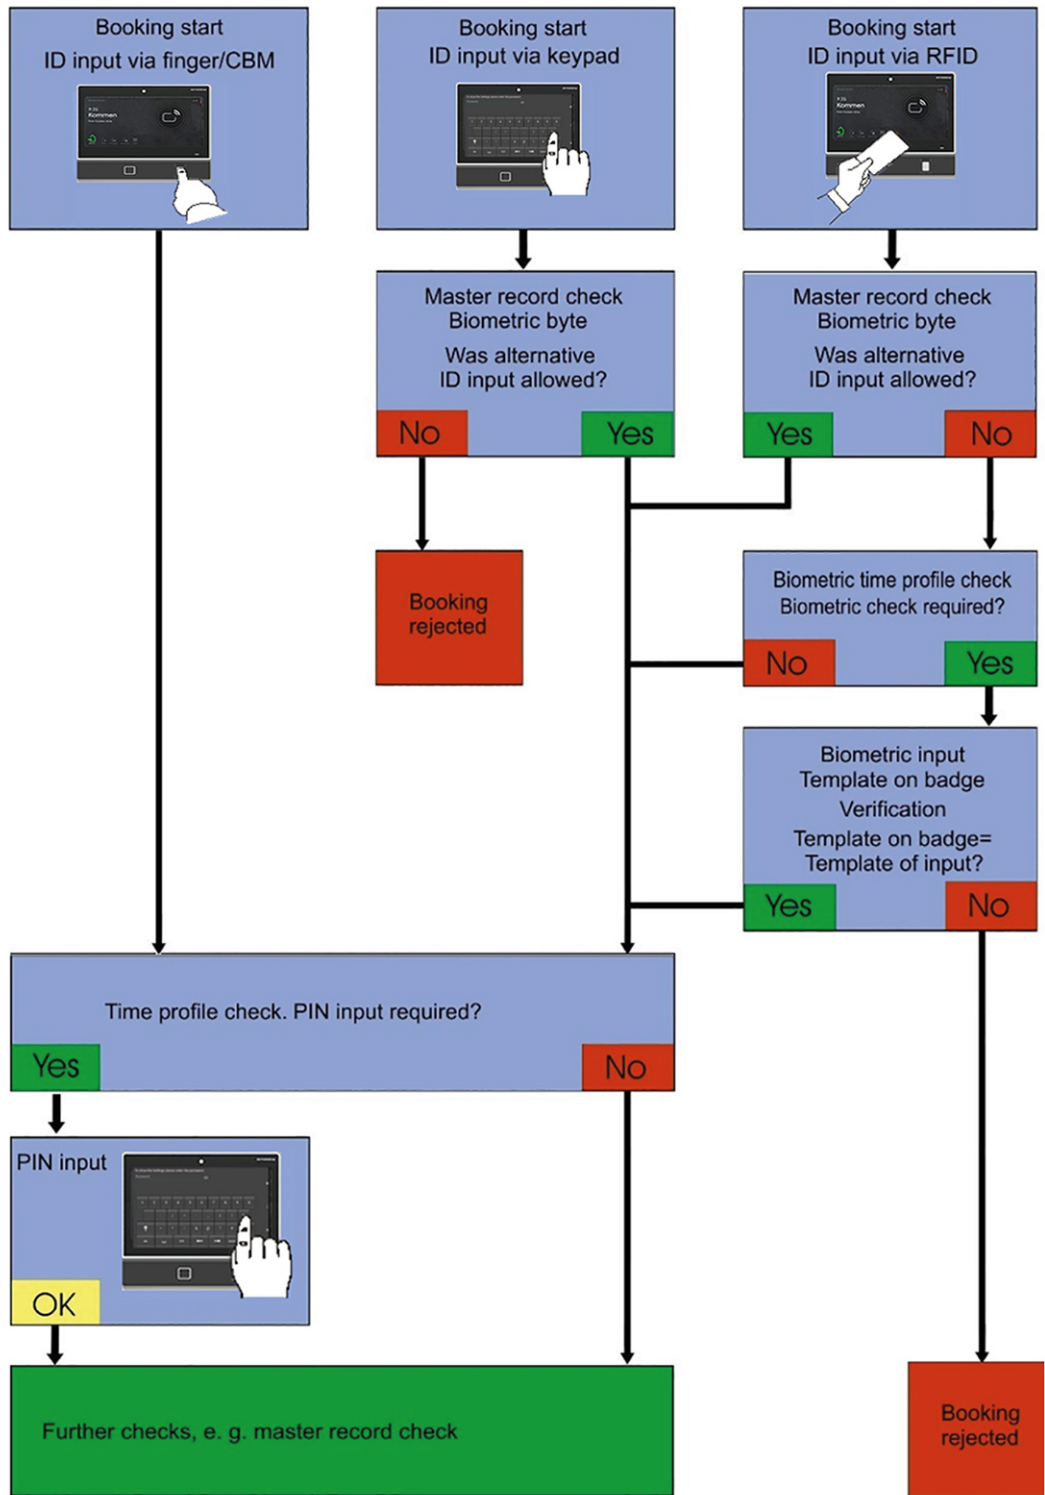 Booking start
ID input via finger/CBM
Kommen
Booking start
ID input via keypad
Booking start
ID input via RFID
Kommen
Master record check
Biometric byte
Was alternative
ID input allowed?
No
Yes
Master record check
Biometric byte
Was alternative
ID input allowed?
Yes
No
Booking
rejected
Biometric time profile check
Biometric check required?
No
Yes
Biometric input
Template on badge
Verification
Template on badge=
Template of input?
Yes
No
Time profile check. PIN input required?
Yes
No
PIN input
OK
Further checks, e. g. master record check
Booking
rejected